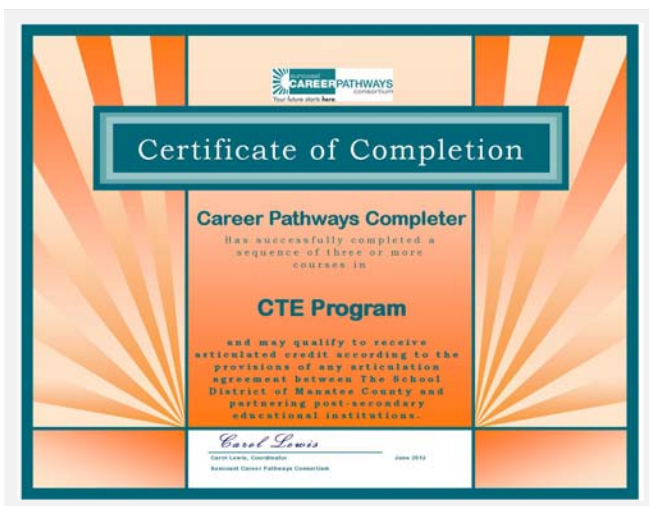 suncoast
CAREERPATHWAYS
consortium
Your future starts here
Certificate of Completion
Career Pathways Completer
Has successfully completed a
sequence of three or more
courses in
CTE Program
and may qualify to receive
articulated credit according to the
provisions of any articulation
agreement between The School
District of Manatee County and
partnering post-secondary
educational institutions.
Carol Lewis
Carol Lewis, Coordinator June
Suncoast Career Pathways Consortium